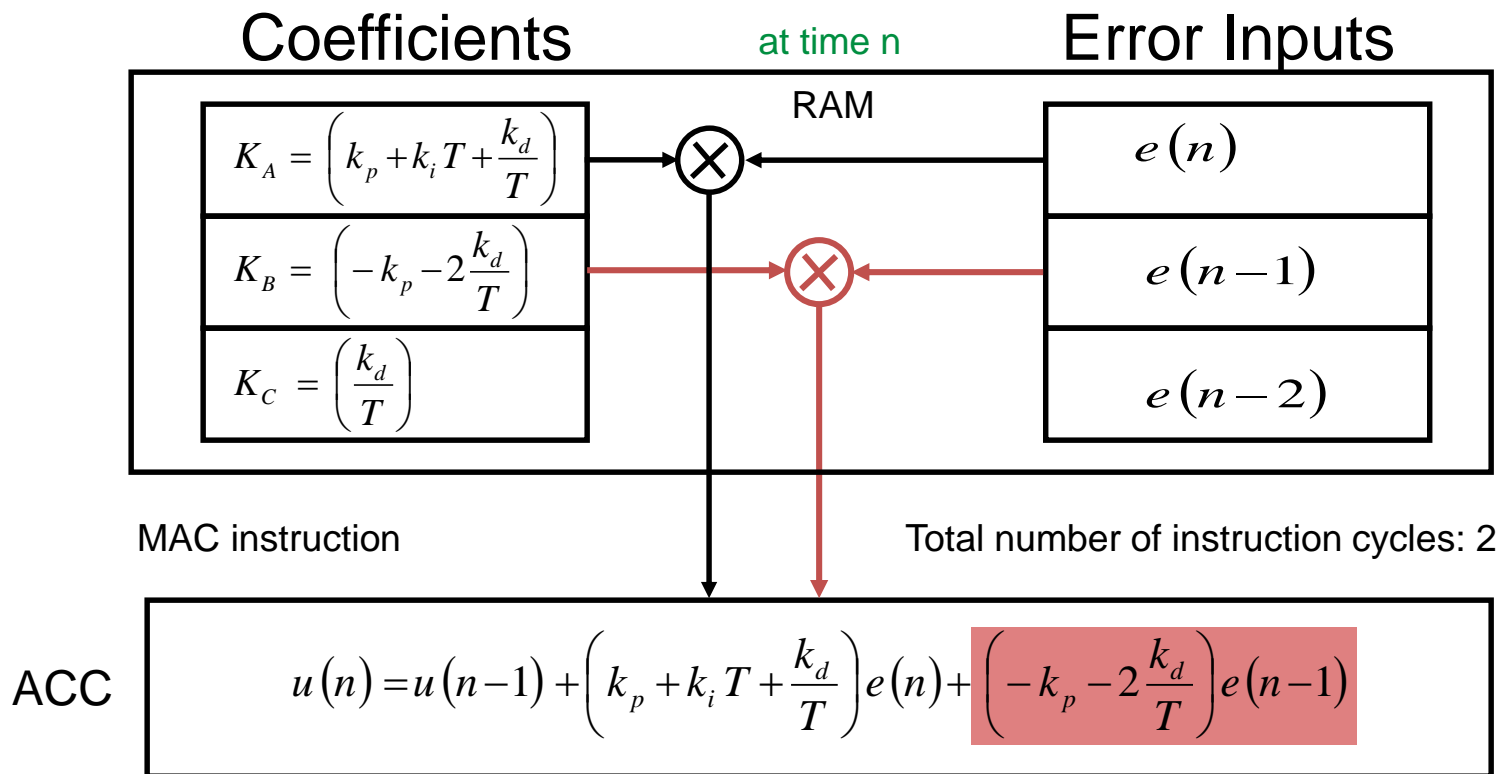 Coefficients at time n Error Inputs
RAM
K_A = (k_p + k_i T + k_d/T)
e(n)
K_B = (-k_p - 2 k_d/T)
e(n-1)
K_C = (k_d/T)
e(n-2)
MAC instruction
Total number of instruction cycles: 2
ACC
u(n) = u(n-1) + (k_p + k_i T + k_d/T) e(n) + (-k_p - 2 k_d/T) e(n-1)